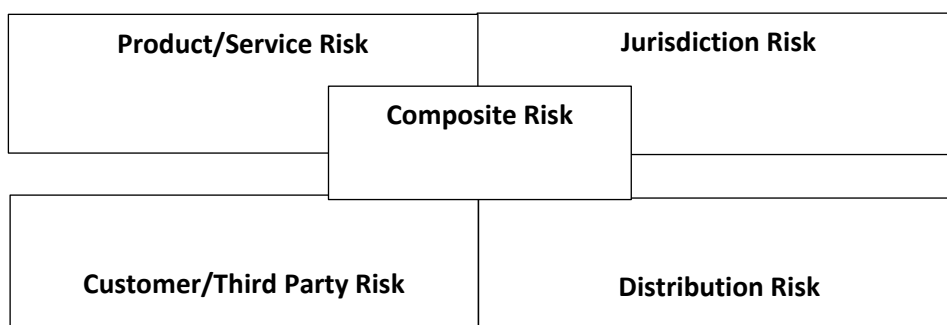 Product/Service Risk
Jurisdiction Risk
Composite Risk
Customer/Third Party Risk
Distribution Risk